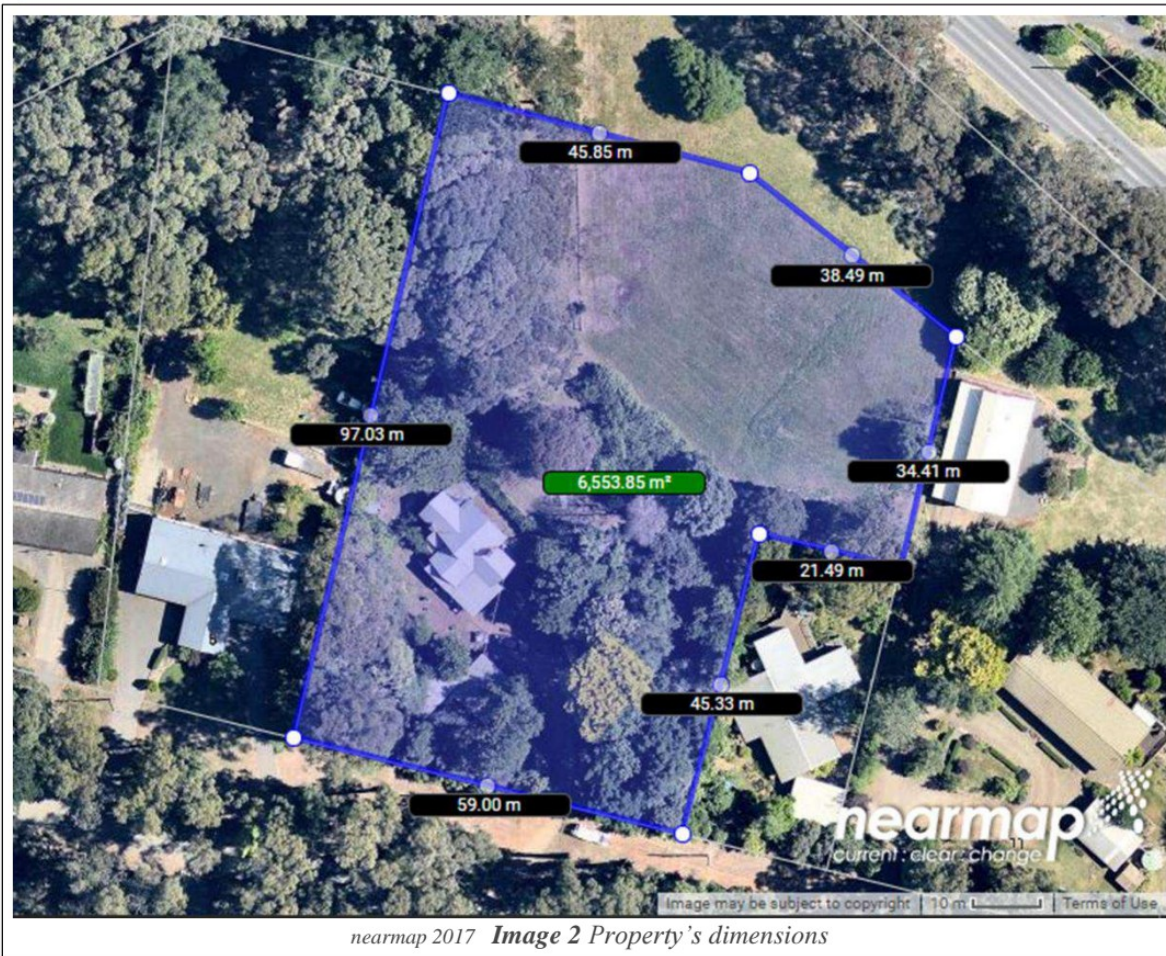 45.85 m
38.49 m
97.03 m
34.41 m
6,553.85 m²
21.49 m
45.33 m
59.00 m
nearmap
current : clear : change
Image may be subject to copyright 10 m Terms of Use
nearmap 2017 Image 2 Property’s dimensions